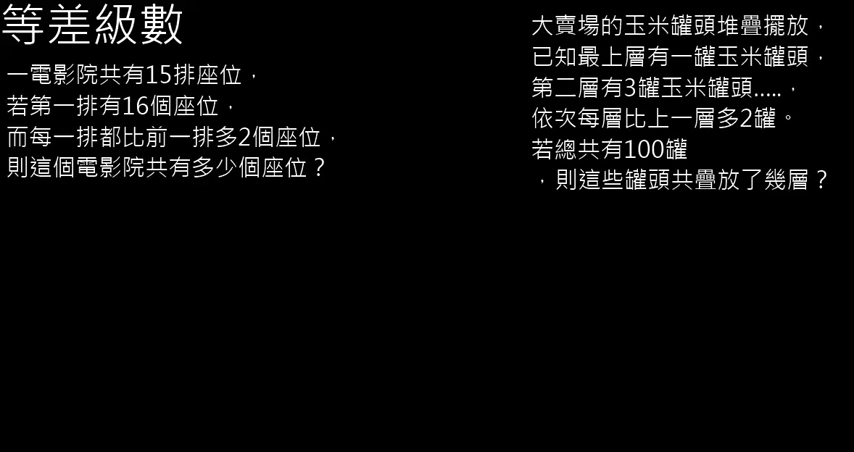 等差級數
一電影院共有15排座位，
若第一排有16個座位，
而每一排都比前一排多2個座位，
則這個電影院共有多少個座位？
大賣場的玉米罐頭堆疊擺放，
已知最上層有一罐玉米罐頭，
第二層有3罐玉米罐頭.....，
依次每層比上一層多2罐。
若總共有100罐
，則這些罐頭共疊放了幾層？